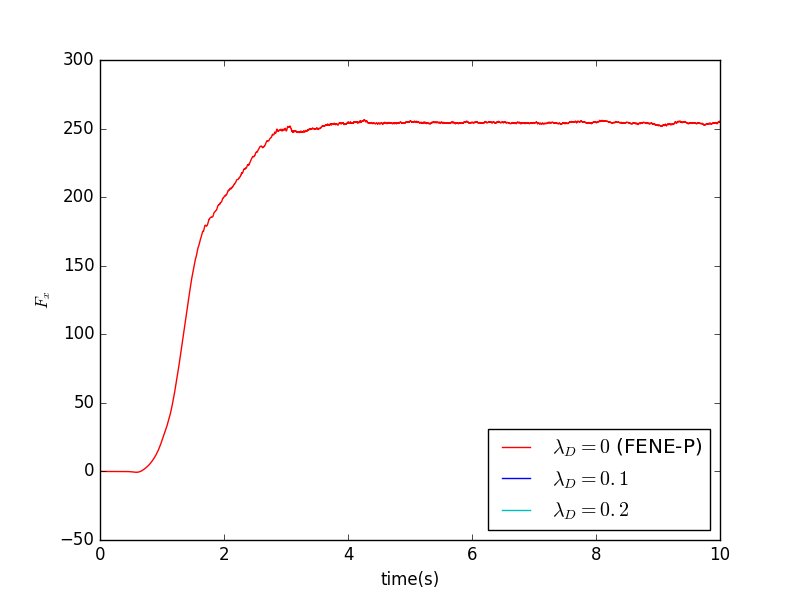 300
250
200
150
100
50
0
−50
F_x
0 2 4 6 8 10
time(s)
λ_D = 0 (FENE-P)
λ_D = 0.1
λ_D = 0.2